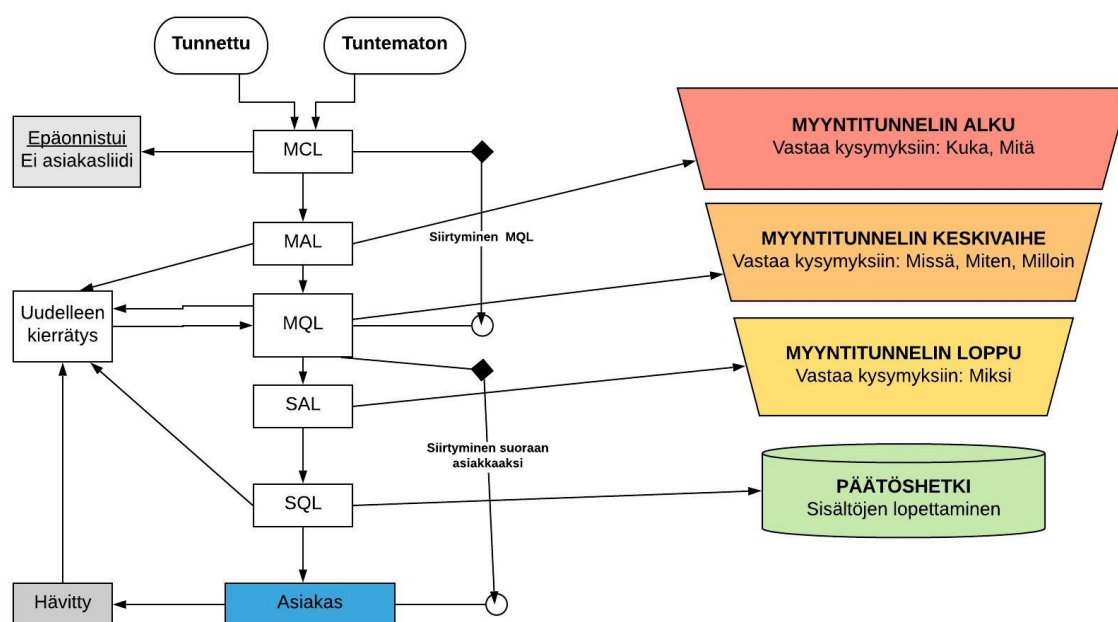 Tunnettu
Tuntematon
Epäonnistui
Ei asiakasliidi
MCL
MAL
Siirtyminen MQL
Uudelleen
kierrätys
MQL
SAL
Siirtyminen suoraan
asiakkaaksi
SQL
Hävitty
Asiakas
MYYNTITUNNELIN ALKU
Vastaa kysymyksiin: Kuka, Mitä
MYYNTITUNNELIN KESKIVAIHE
Vastaa kysymyksiin: Missä, Miten, Milloin
MYYNTITUNNELIN LOPPU
Vastaa kysymyksiin: Miksi
PÄÄTÖSHETKI
Sisältöjen lopettaminen